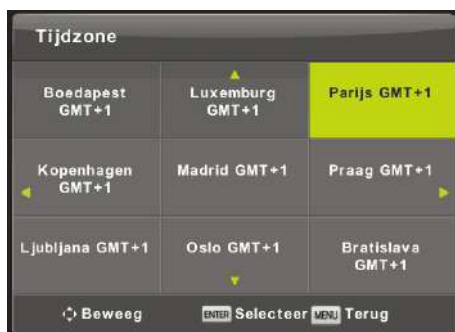 Tijdzone
Boedapest
GMT+1
Luxemburg
GMT+1
Parijs GMT+1
Kopenhagen
GMT+1
Madrid GMT+1
Praag GMT+1
Ljubljana GMT+1
Oslo GMT+1
Bratislava
GMT+1
Beweeg ENTER Selecteer MENU Terug